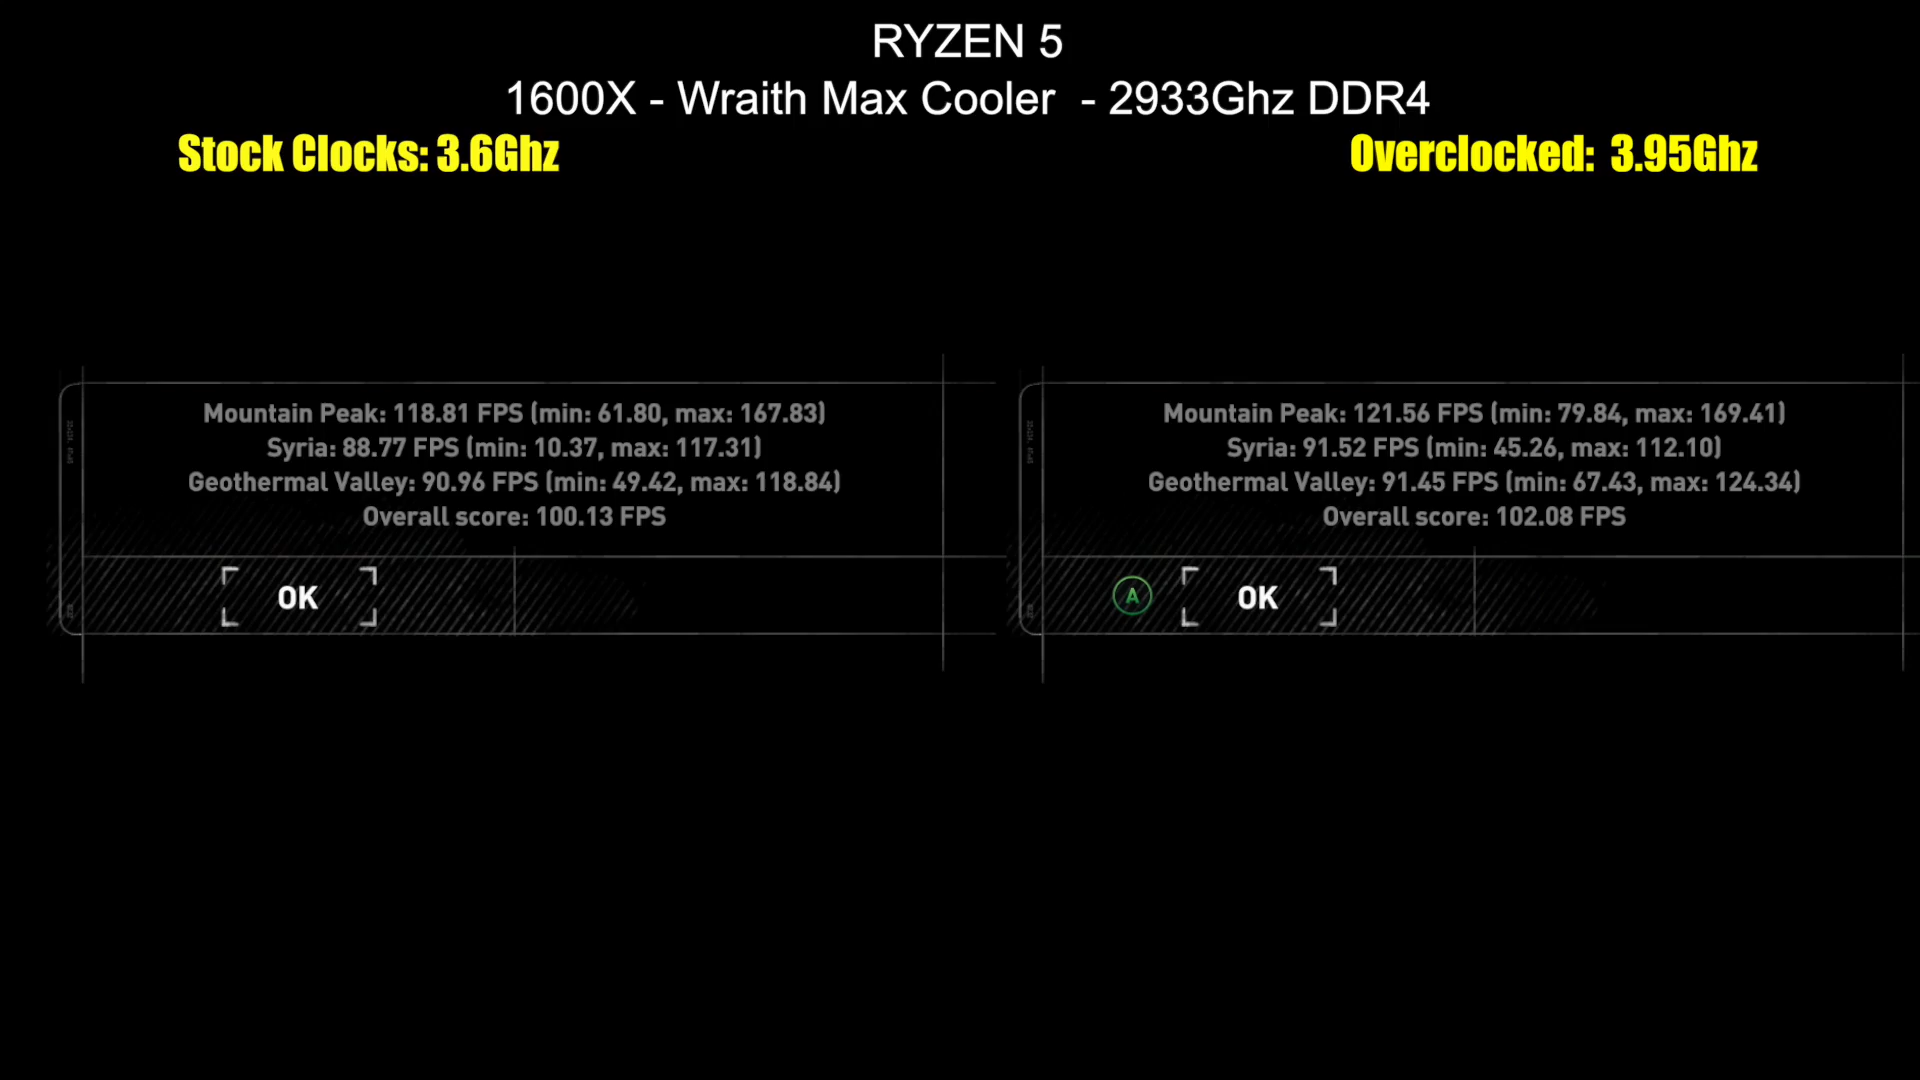 RYZEN 5
1600X - Wraith Max Cooler - 2933Ghz DDR4
Stock Clocks: 3.6Ghz
Overclocked: 3.95Ghz
Mountain Peak: 118.81 FPS (min: 61.80, max: 167.83)
Syria: 88.77 FPS (min: 10.37, max: 117.31)
Geothermal Valley: 90.96 FPS (min: 49.42, max: 118.84)
Overall score: 100.13 FPS
OK
Mountain Peak: 121.56 FPS (min: 79.84, max: 169.41)
Syria: 91.52 FPS (min: 45.26, max: 112.10)
Geothermal Valley: 91.45 FPS (min: 67.43, max: 124.34)
Overall score: 102.08 FPS
A OK